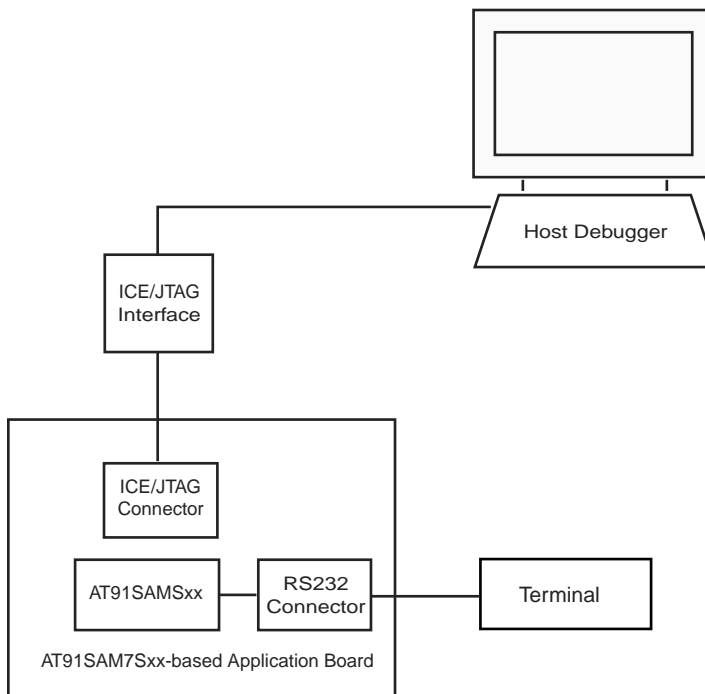 Host Debugger
ICE/JTAG
Interface
ICE/JTAG
Connector
AT91SAMSxx
RS232
Connector
Terminal
AT91SAM7Sxx-based Application Board